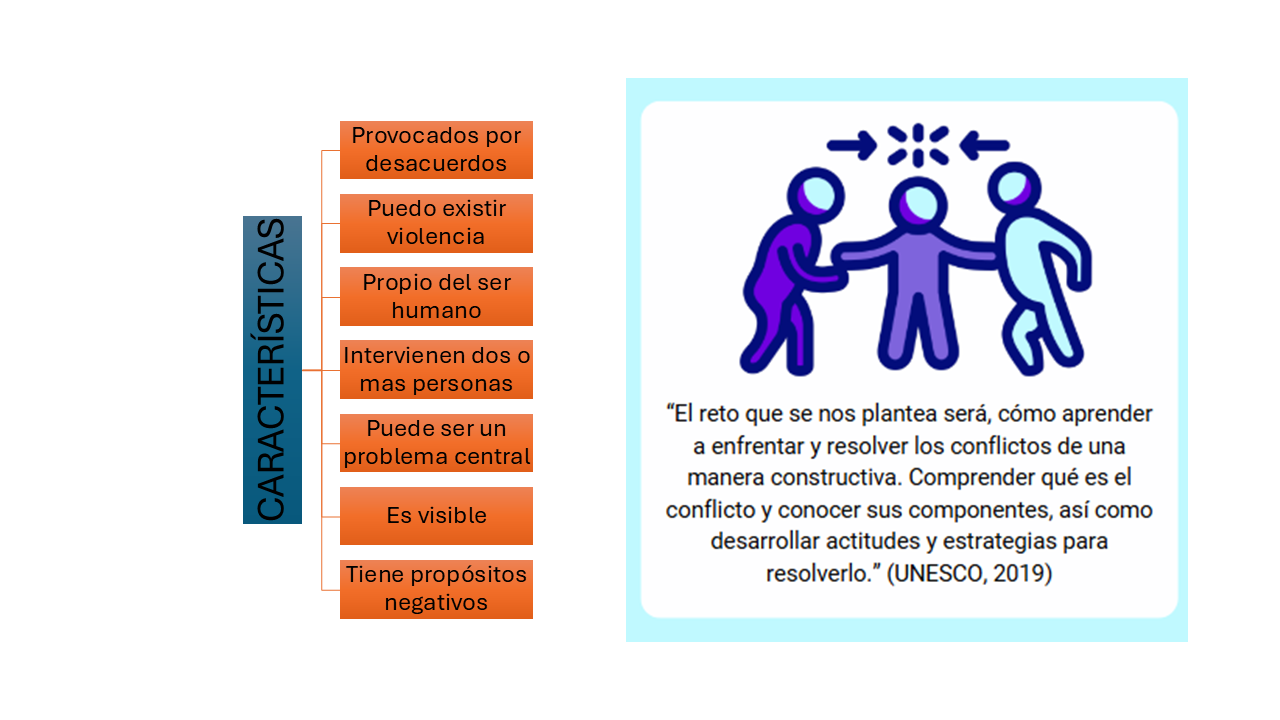 CARACTERÍSTICAS
Provocados por
desacuerdos
Puedo existir
violencia
Propio del ser
humano
Intervienen dos o
mas personas
Puede ser un
problema central
Es visible
Tiene propósitos
negativos
“El reto que se nos plantea será, cómo aprender
a enfrentar y resolver los conflictos de una
manera constructiva. Comprender qué es el
conflicto y conocer sus componentes, así como
desarrollar actitudes y estrategias para
resolverlo.” (UNESCO, 2019)